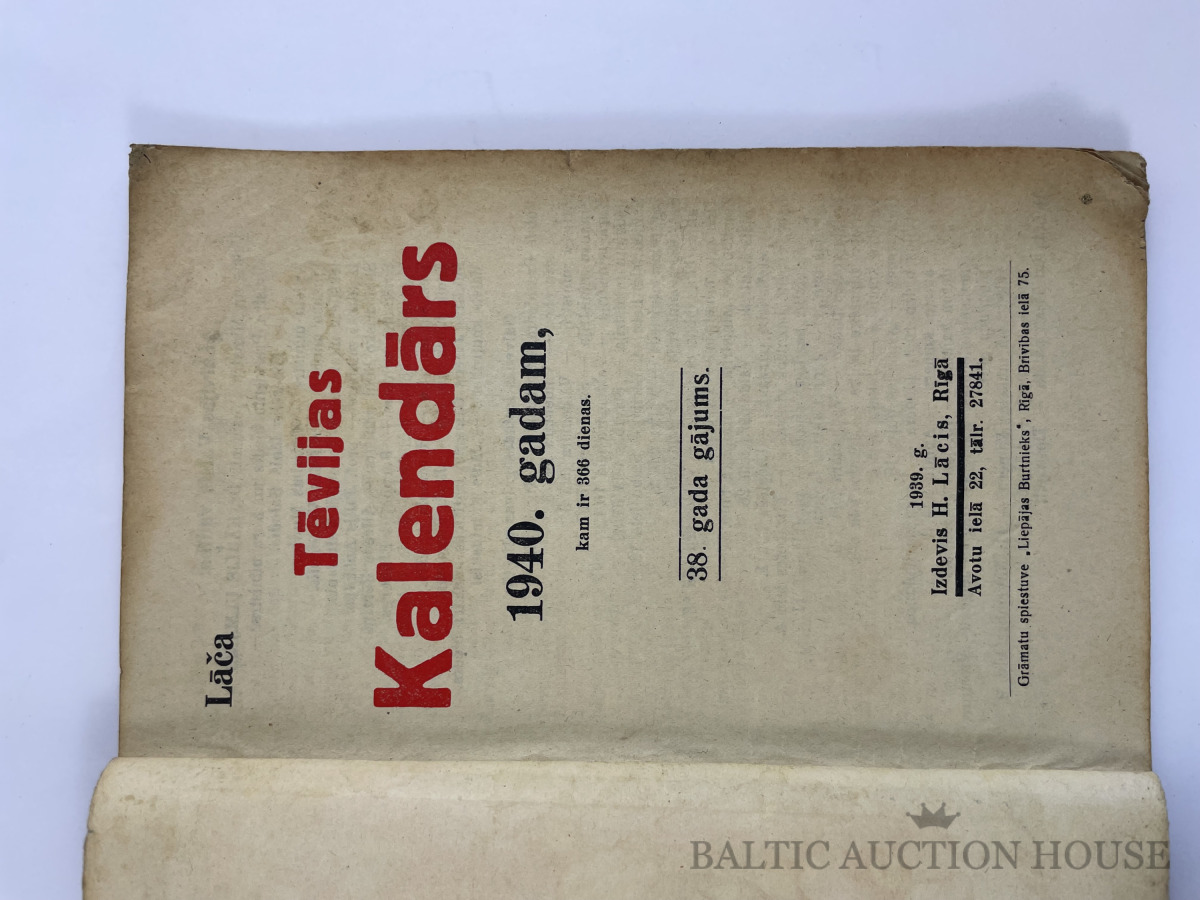 Lāča
Tēvijas
Kalendārs
1940. gadam,
kam ir 366 dienas.
38. gada gājums.
1939. g.
Izdevis H. Lācis, Rīgā
Avotu ielā 22, tālr. 27841.
Grāmatu spiestuve „Liepājas Burtnieks“, Rīgā, Brīvības ielā 75.
BALTIC AUCTION HOUSE